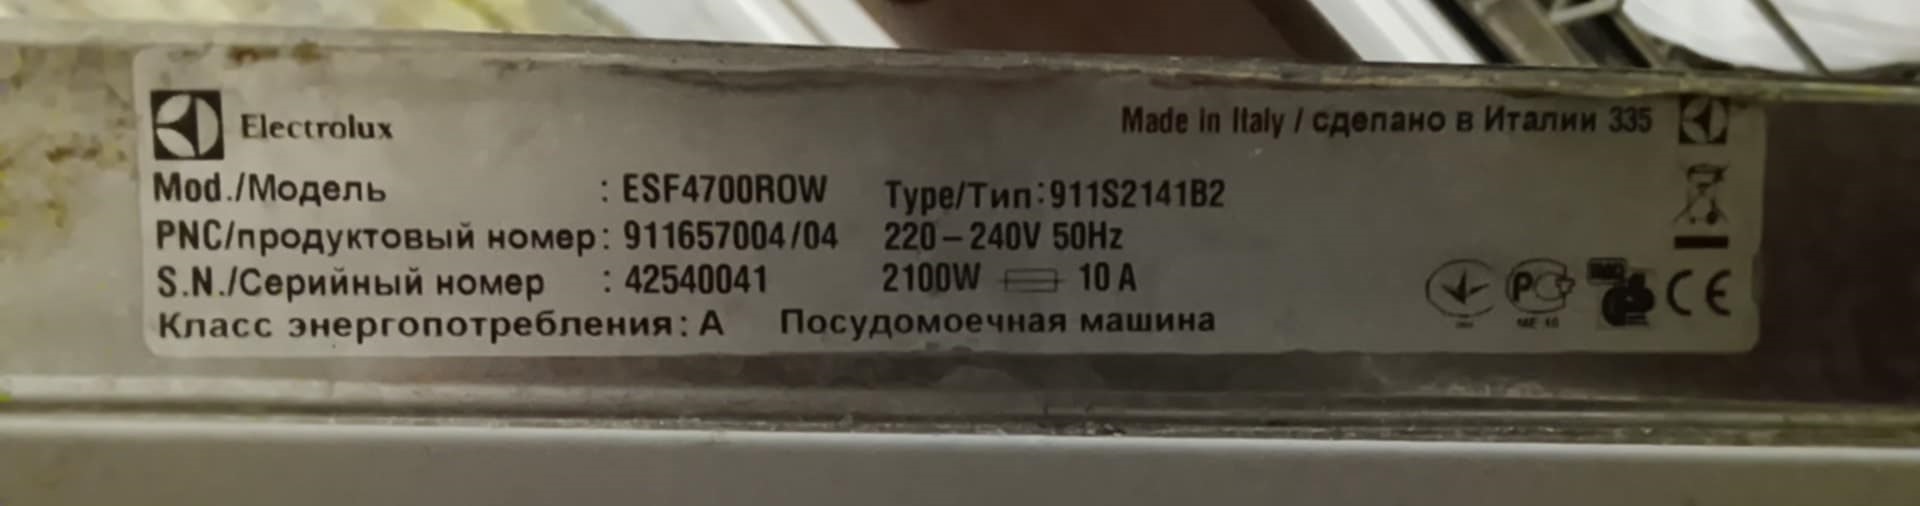 Electrolux
Made in Italy / сделано в Италии 335
Mod./Модель : ESF4700ROW Type/Тип:911S2141B2
PNC/продуктовый номер: 911657004/04 220-240V 50Hz
S.N./Серийный номер : 42540041 2100W 10 A
Класс энергопотребления: A Посудомоечная машина
CE